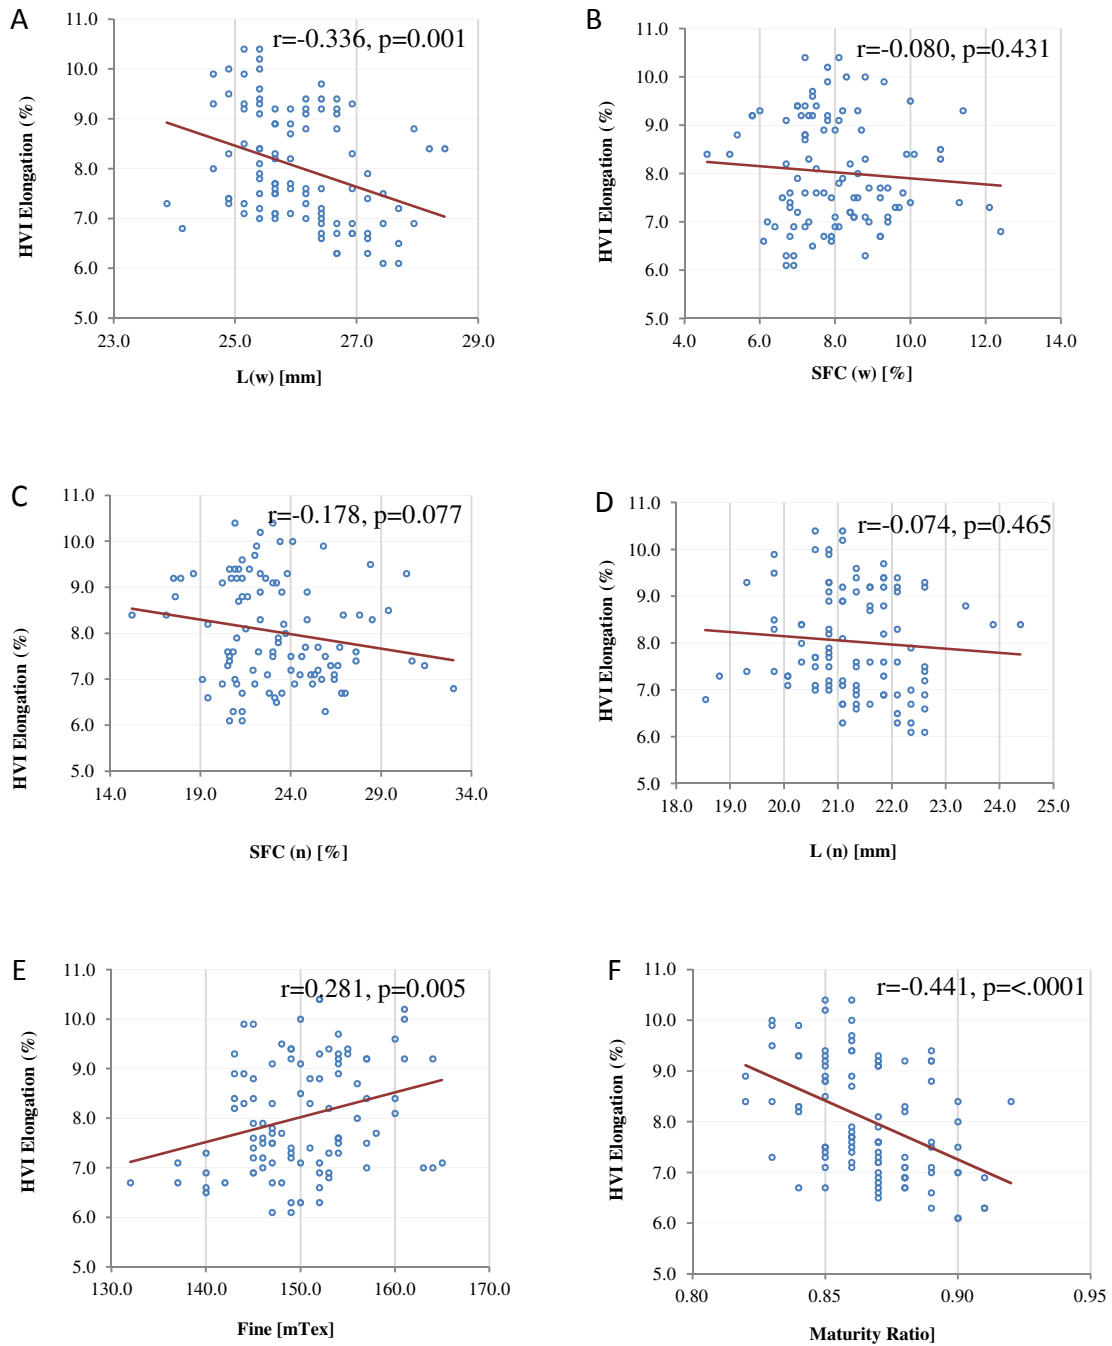 A
r=-0.336, p=0.001
HVI Elongation (%)
11.0
10.0
9.0
8.0
7.0
6.0
5.0
23.0 25.0 27.0 29.0
L(w) [mm]
B
r=-0.080, p=0.431
HVI Elongation (%)
11.0
10.0
9.0
8.0
7.0
6.0
5.0
4.0 6.0 8.0 10.0 12.0 14.0
SFC (w) [%]
C
r=-0.178, p=0.077
HVI Elongation (%)
11.0
10.0
9.0
8.0
7.0
6.0
5.0
14.0 19.0 24.0 29.0 34.0
SFC (n) [%]
D
r=-0.074, p=0.465
HVI Elongation (%)
11.0
10.0
9.0
8.0
7.0
6.0
5.0
18.0 19.0 20.0 21.0 22.0 23.0 24.0 25.0
L (n) [mm]
E
r=0.281, p=0.005
HVI Elongation (%)
11.0
10.0
9.0
8.0
7.0
6.0
5.0
130.0 140.0 150.0 160.0 170.0
Fine [mTex]
F
r=-0.441, p=<.0001
HVI Elongation (%)
11.0
10.0
9.0
8.0
7.0
6.0
5.0
0.80 0.85 0.90 0.95
Maturity Ratio]